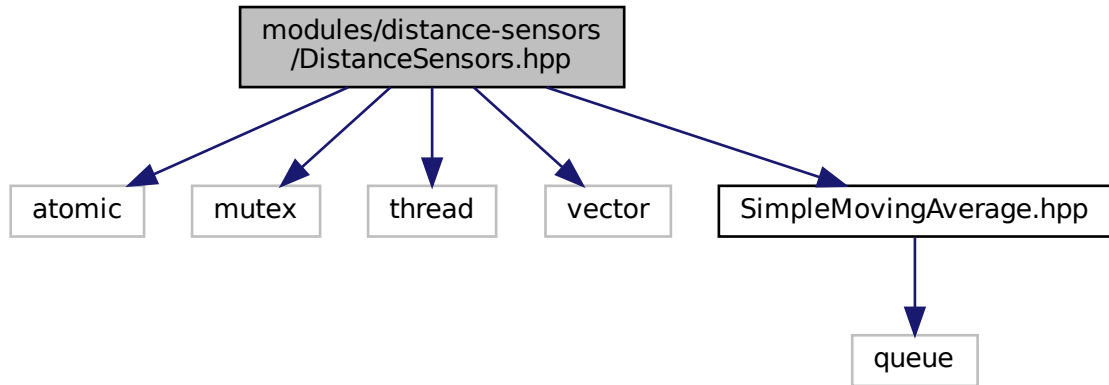 modules/distance-sensors
/DistanceSensors.hpp
atomic
mutex
thread
vector
SimpleMovingAverage.hpp
queue